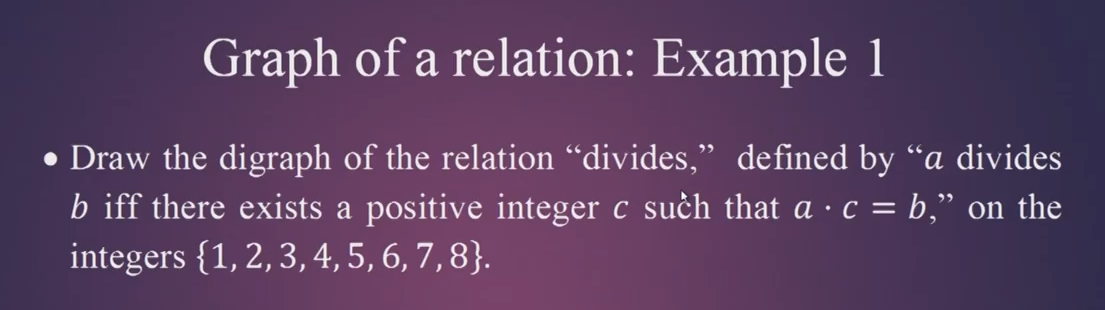 Graph of a relation: Example 1
• Draw the digraph of the relation “divides,” defined by “a divides
b iff there exists a positive integer c such that a · c = b,” on the
integers {1, 2, 3, 4, 5, 6, 7, 8}.